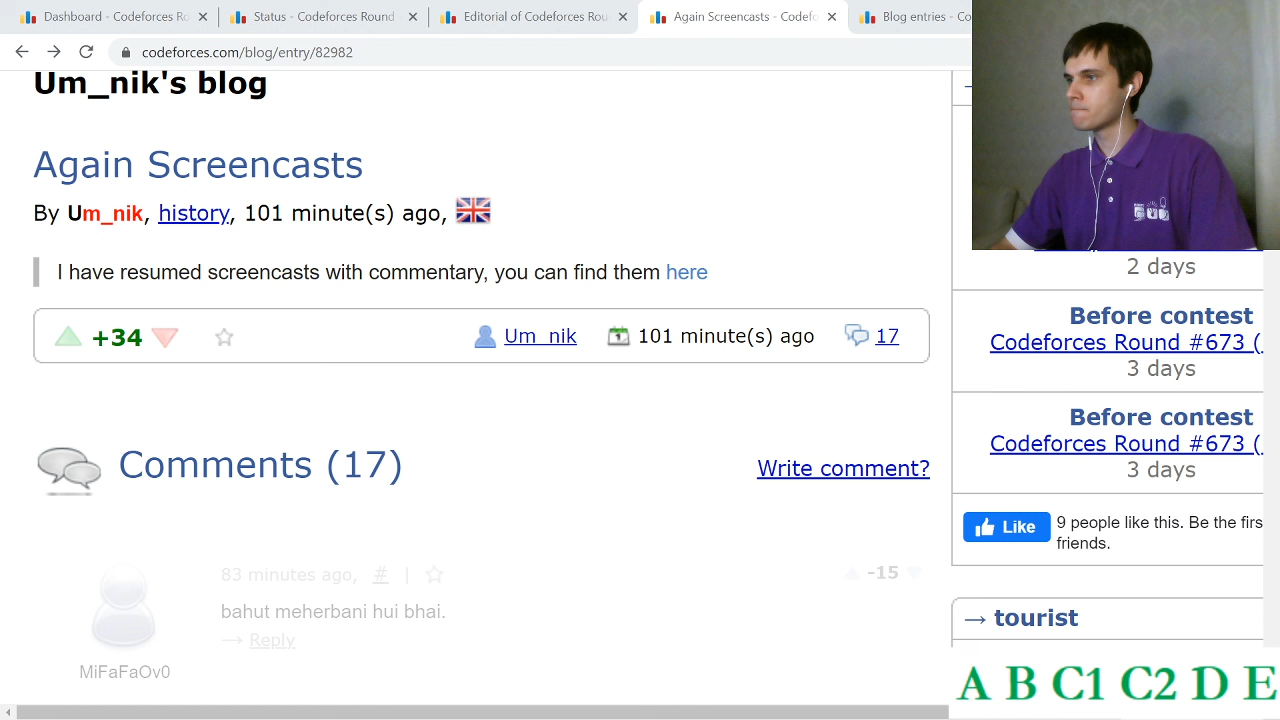 Dashboard - Codeforces Ro
Status - Codeforces Round
Editorial of Codeforces Rou
Again Screencasts - Codef
Blog entries - Co
codeforces.com/blog/entry/82982
Um_nik's blog
Again Screencasts
By Um_nik, history, 101 minute(s) ago,
I have resumed screencasts with commentary, you can find them here
+34
Um_nik
101 minute(s) ago
17
Comments (17)
Write comment?
83 minutes ago, # |
-15
bahut meherbani hui bhai.
→ Reply
MiFaFaOv0
2 days
Before contest
Codeforces Round #673 (
3 days
Before contest
Codeforces Round #673 (
3 days
Like
9 people like this. Be the firs
friends.
→ tourist
A B C1 C2 D E